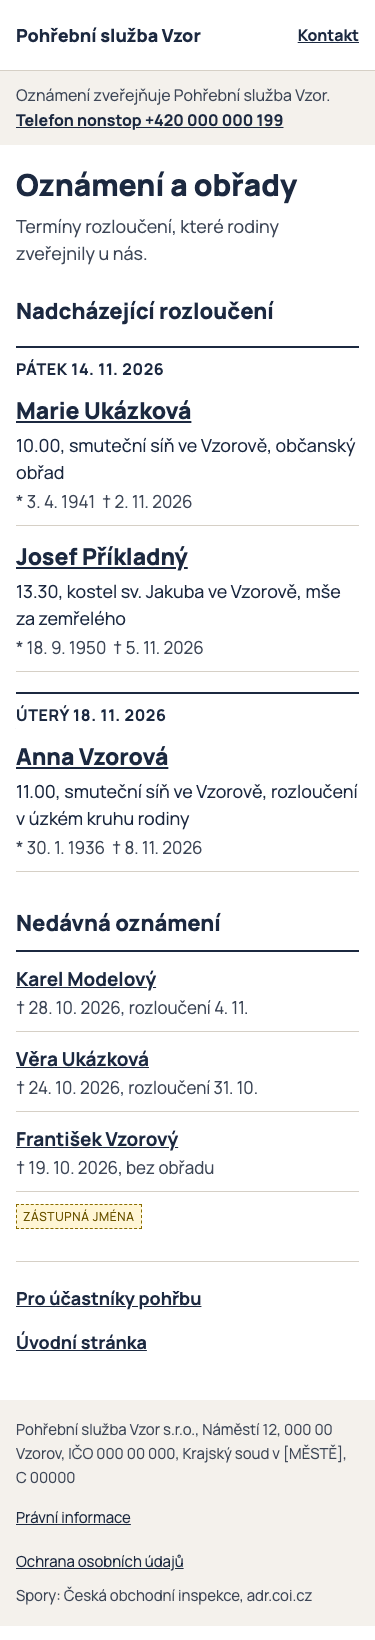 Pohřební služba Vzor
Kontakt
Oznámení zveřejňuje Pohřební služba Vzor.
Telefon nonstop +420 000 000 199
Oznámení a obřady
Termíny rozloučení, které rodiny
zveřejnily u nás.
Nadcházející rozloučení
PÁTEK 14. 11. 2026
Marie Ukázková
10.00, smuteční síň ve Vzorově, občanský
obřad
* 3. 4. 1941 † 2. 11. 2026
Josef Příkladný
13.30, kostel sv. Jakuba ve Vzorově, mše
za zemřelého
* 18. 9. 1950 † 5. 11. 2026
ÚTERÝ 18. 11. 2026
Anna Vzorová
11.00, smuteční síň ve Vzorově, rozloučení
v úzkém kruhu rodiny
* 30. 1. 1936 † 8. 11. 2026
Nedávná oznámení
Karel Modelový
† 28. 10. 2026, rozloučení 4. 11.
Věra Ukázková
† 24. 10. 2026, rozloučení 31. 10.
František Vzorový
† 19. 10. 2026, bez obřadu
ZÁSTUPNÁ JMÉNA
Pro účastníky pohřbu
Úvodní stránka
Pohřební služba Vzor s.r.o., Náměstí 12, 000 00
Vzorov, IČO 000 00 000, Krajský soud v [MĚSTĚ],
C 00000
Právní informace
Ochrana osobních údajů
Spory: Česká obchodní inspekce, adr.coi.cz